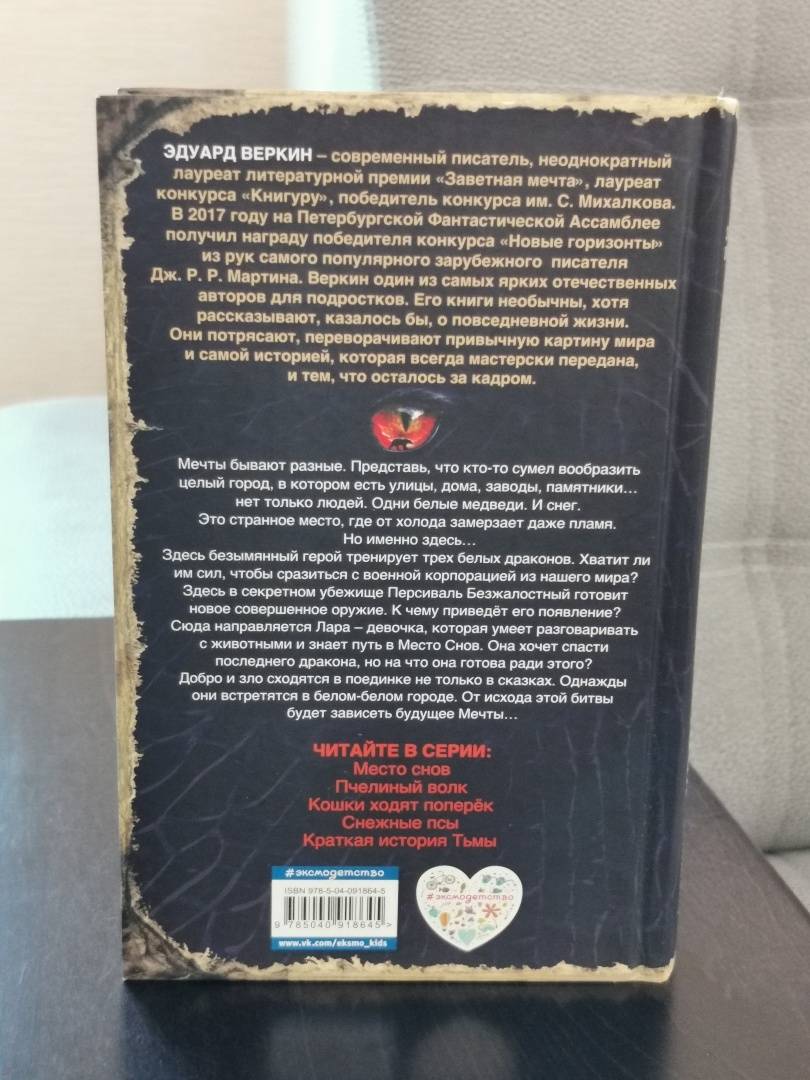 ЭДУАРД ВЕРКИН – современный писатель, неоднократный
лауреат литературной премии «Заветная мечта», лауреат
конкурса «Книгуру», победитель конкурса им. С. Михалкова.
В 2017 году на Петербургской Фантастической Ассамблее
получил награду победителя конкурса «Новые горизонты»
из рук самого популярного зарубежного писателя
Дж. Р. Р. Мартина. Веркин один из самых ярких отечественных
авторов для подростков. Его книги необычны, хотя
рассказывают, казалось бы, о повседневной жизни.
Они потрясают, переворачивают привычную картину мира
и самой историей, которая всегда мастерски передана,
и тем, что осталось за кадром.
Мечты бывают разные. Представь, что кто-то сумел вообразить
целый город, в котором есть улицы, дома, заводы, памятники...
нет только людей. Одни белые медведи. И снег.
Это странное место, где от холода замерзает даже пламя.
Но именно здесь...
Здесь безымянный герой тренирует трех белых драконов. Хватит ли
им сил, чтобы сразиться с военной корпорацией из нашего мира?
Здесь в секретном убежище Персиваль Безжалостный готовит
новое совершенное оружие. К чему приведёт его появление?
Сюда направляется Лара – девочка, которая умеет разговаривать
с животными и знает путь в Место Снов. Она хочет спасти
последнего дракона, но на что она готова ради этого?
Добро и зло сходятся в поединке не только в сказках. Однажды
они встретятся в белом-белом городе. От исхода этой битвы
будет зависеть будущее Мечты...
ЧИТАЙТЕ В СЕРИИ:
Место снов
Пчелиный волк
Кошки ходят поперёк
Снежные псы
Краткая история Тьмы
#эксмодетство
ISBN 978-5-04-091864-5
9 785040 918645 >
www.vk.com/eksmo_kids
#эксмодетство